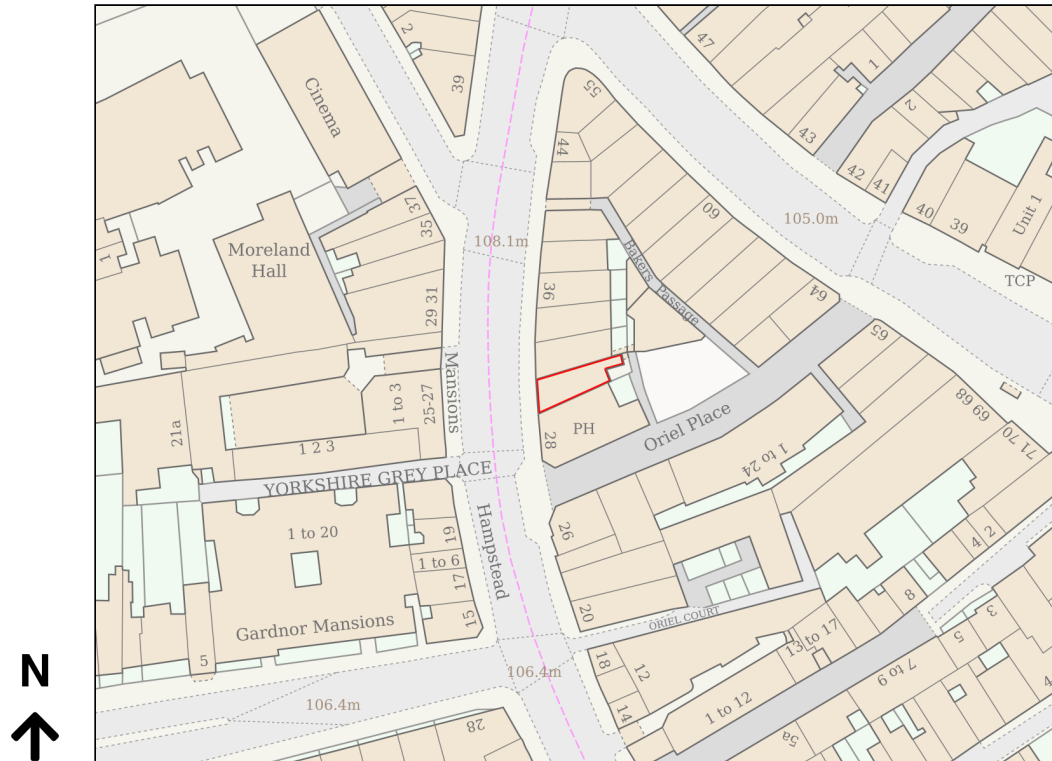 2
39
47
1
Cinema
55
43
2
44
42
41
37
35
60
40
39
Unit 1
105.0m
108.1m
Moreland
Hall
1
Bakers
Passage
TCP
36
29 31
64
65
Mansions
1 to 3
25-27
69 68
21a
1 2 3
28
PH
Oriel Place
71 70
1 to 24
YORKSHIRE GREY PLACE
Hampstead
1 to 20
19
26
4 2
1 to 6
17
8
15
20
ORIEL COURT
3
Gardnor Mansions
13 to 17
5
5
18
12
6 to 7
N
106.4m
106.4m
4
14
1 to 12
28
5a